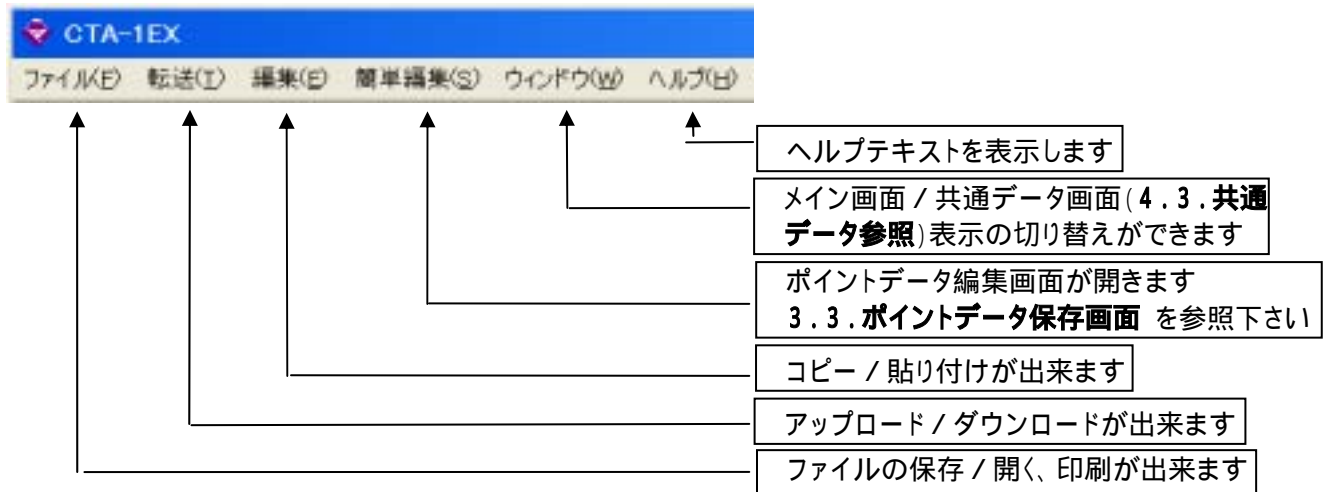 CTA-1EX
ファイル(F) 転送(T) 編集(E) 簡単編集(S) ウィンドウ(W) ヘルプ(H)
ヘルプテキストを表示します
メイン画面 / 共通データ画面(4.3.共通
データ参照)表示の切り替えができます
ポイントデータ編集画面が開きます
3.3.ポイントデータ保存画面 を参照下さい
コピー / 貼り付けが出来ます
アップロード / ダウンロードが出来ます
ファイルの保存 / 開く、印刷が出来ます